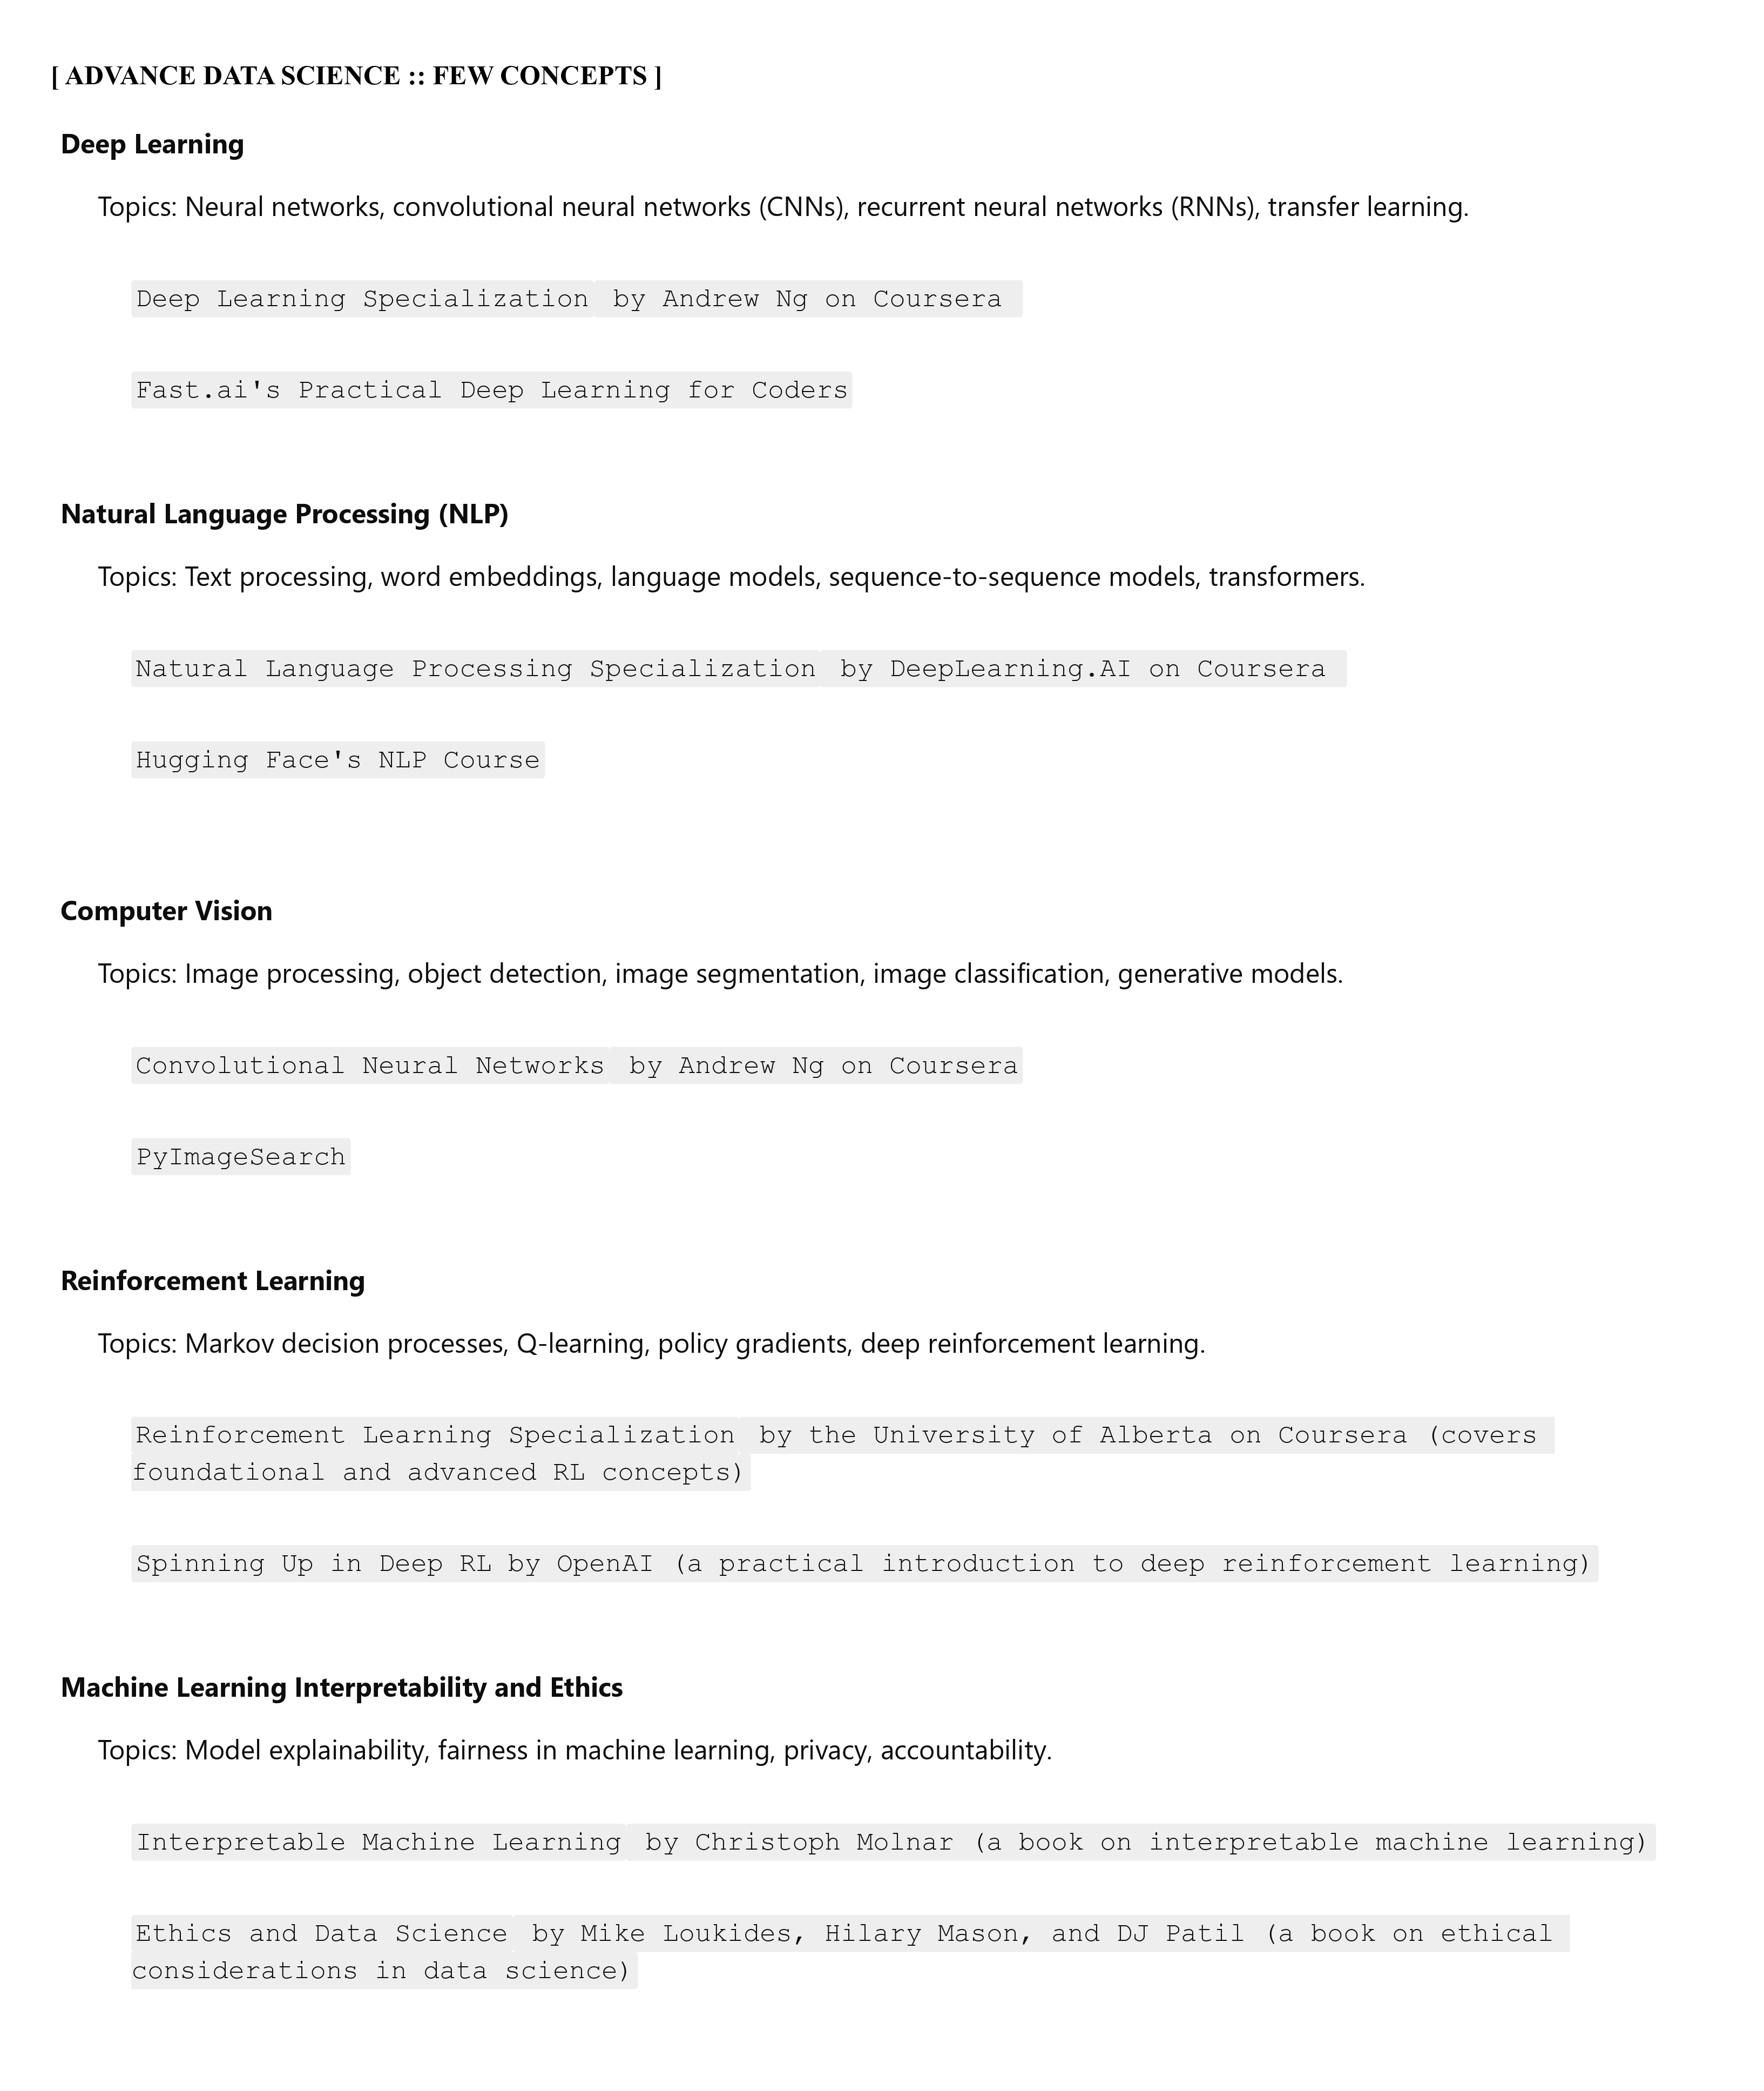 [ ADVANCE DATA SCIENCE :: FEW CONCEPTS ]
Deep Learning
Topics: Neural networks, convolutional neural networks (CNNs), recurrent neural networks (RNNs), transfer learning.
Deep Learning Specialization by Andrew Ng on Coursera
Fast.ai's Practical Deep Learning for Coders
Natural Language Processing (NLP)
Topics: Text processing, word embeddings, language models, sequence-to-sequence models, transformers.
Natural Language Processing Specialization by DeepLearning.AI on Coursera
Hugging Face's NLP Course
Computer Vision
Topics: Image processing, object detection, image segmentation, image classification, generative models.
Convolutional Neural Networks by Andrew Ng on Coursera
PyImageSearch
Reinforcement Learning
Topics: Markov decision processes, Q-learning, policy gradients, deep reinforcement learning.
Reinforcement Learning Specialization by the University of Alberta on Coursera (covers
foundational and advanced RL concepts)
Spinning Up in Deep RL by OpenAI (a practical introduction to deep reinforcement learning)
Machine Learning Interpretability and Ethics
Topics: Model explainability, fairness in machine learning, privacy, accountability.
Interpretable Machine Learning by Christoph Molnar (a book on interpretable machine learning)
Ethics and Data Science by Mike Loukides, Hilary Mason, and DJ Patil (a book on ethical
considerations in data science)